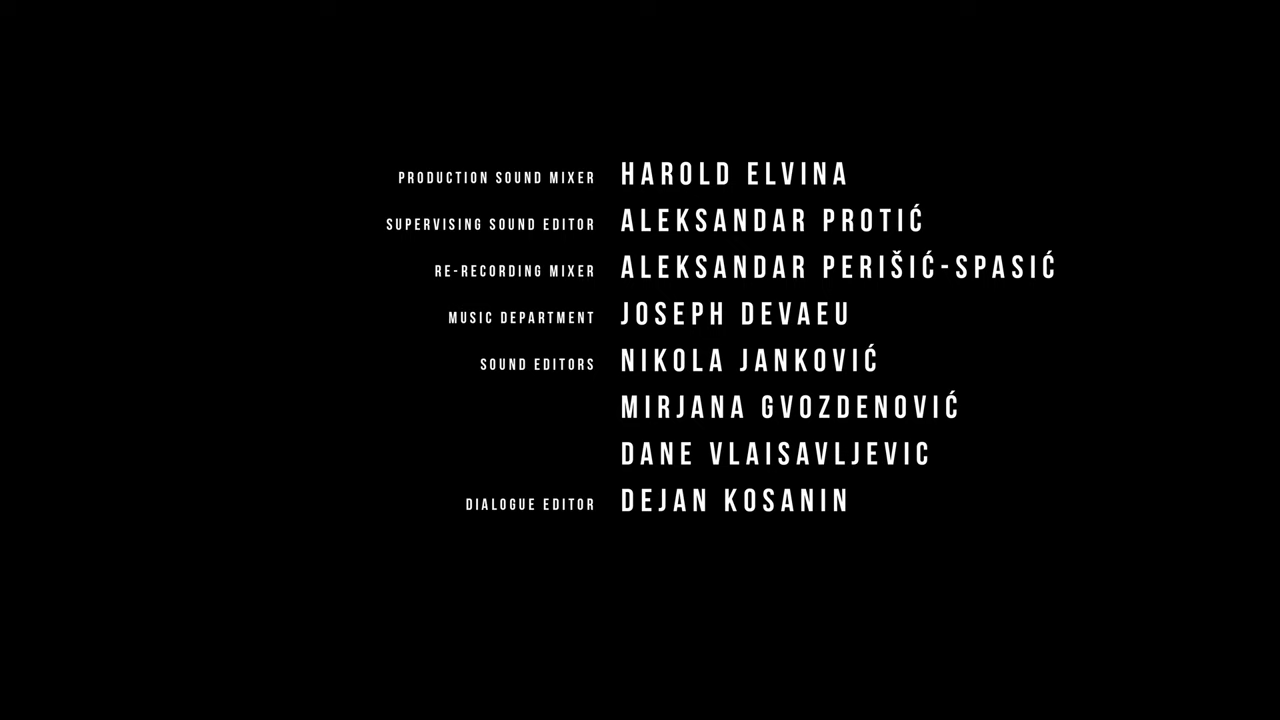 PRODUCTION SOUND MIXER HAROLD ELVINA
SUPERVISING SOUND EDITOR ALEKSANDAR PROTIĆ
RE-RECORDING MIXER ALEKSANDAR PERIŠIĆ-SPASIĆ
MUSIC DEPARTMENT JOSEPH DEVAEU
SOUND EDITORS NIKOLA JANKOVIĆ
MIRJANA GVOZDENOVIĆ
DANE VLAISAVLJEVIC
DIALOGUE EDITOR DEJAN KOSANIN